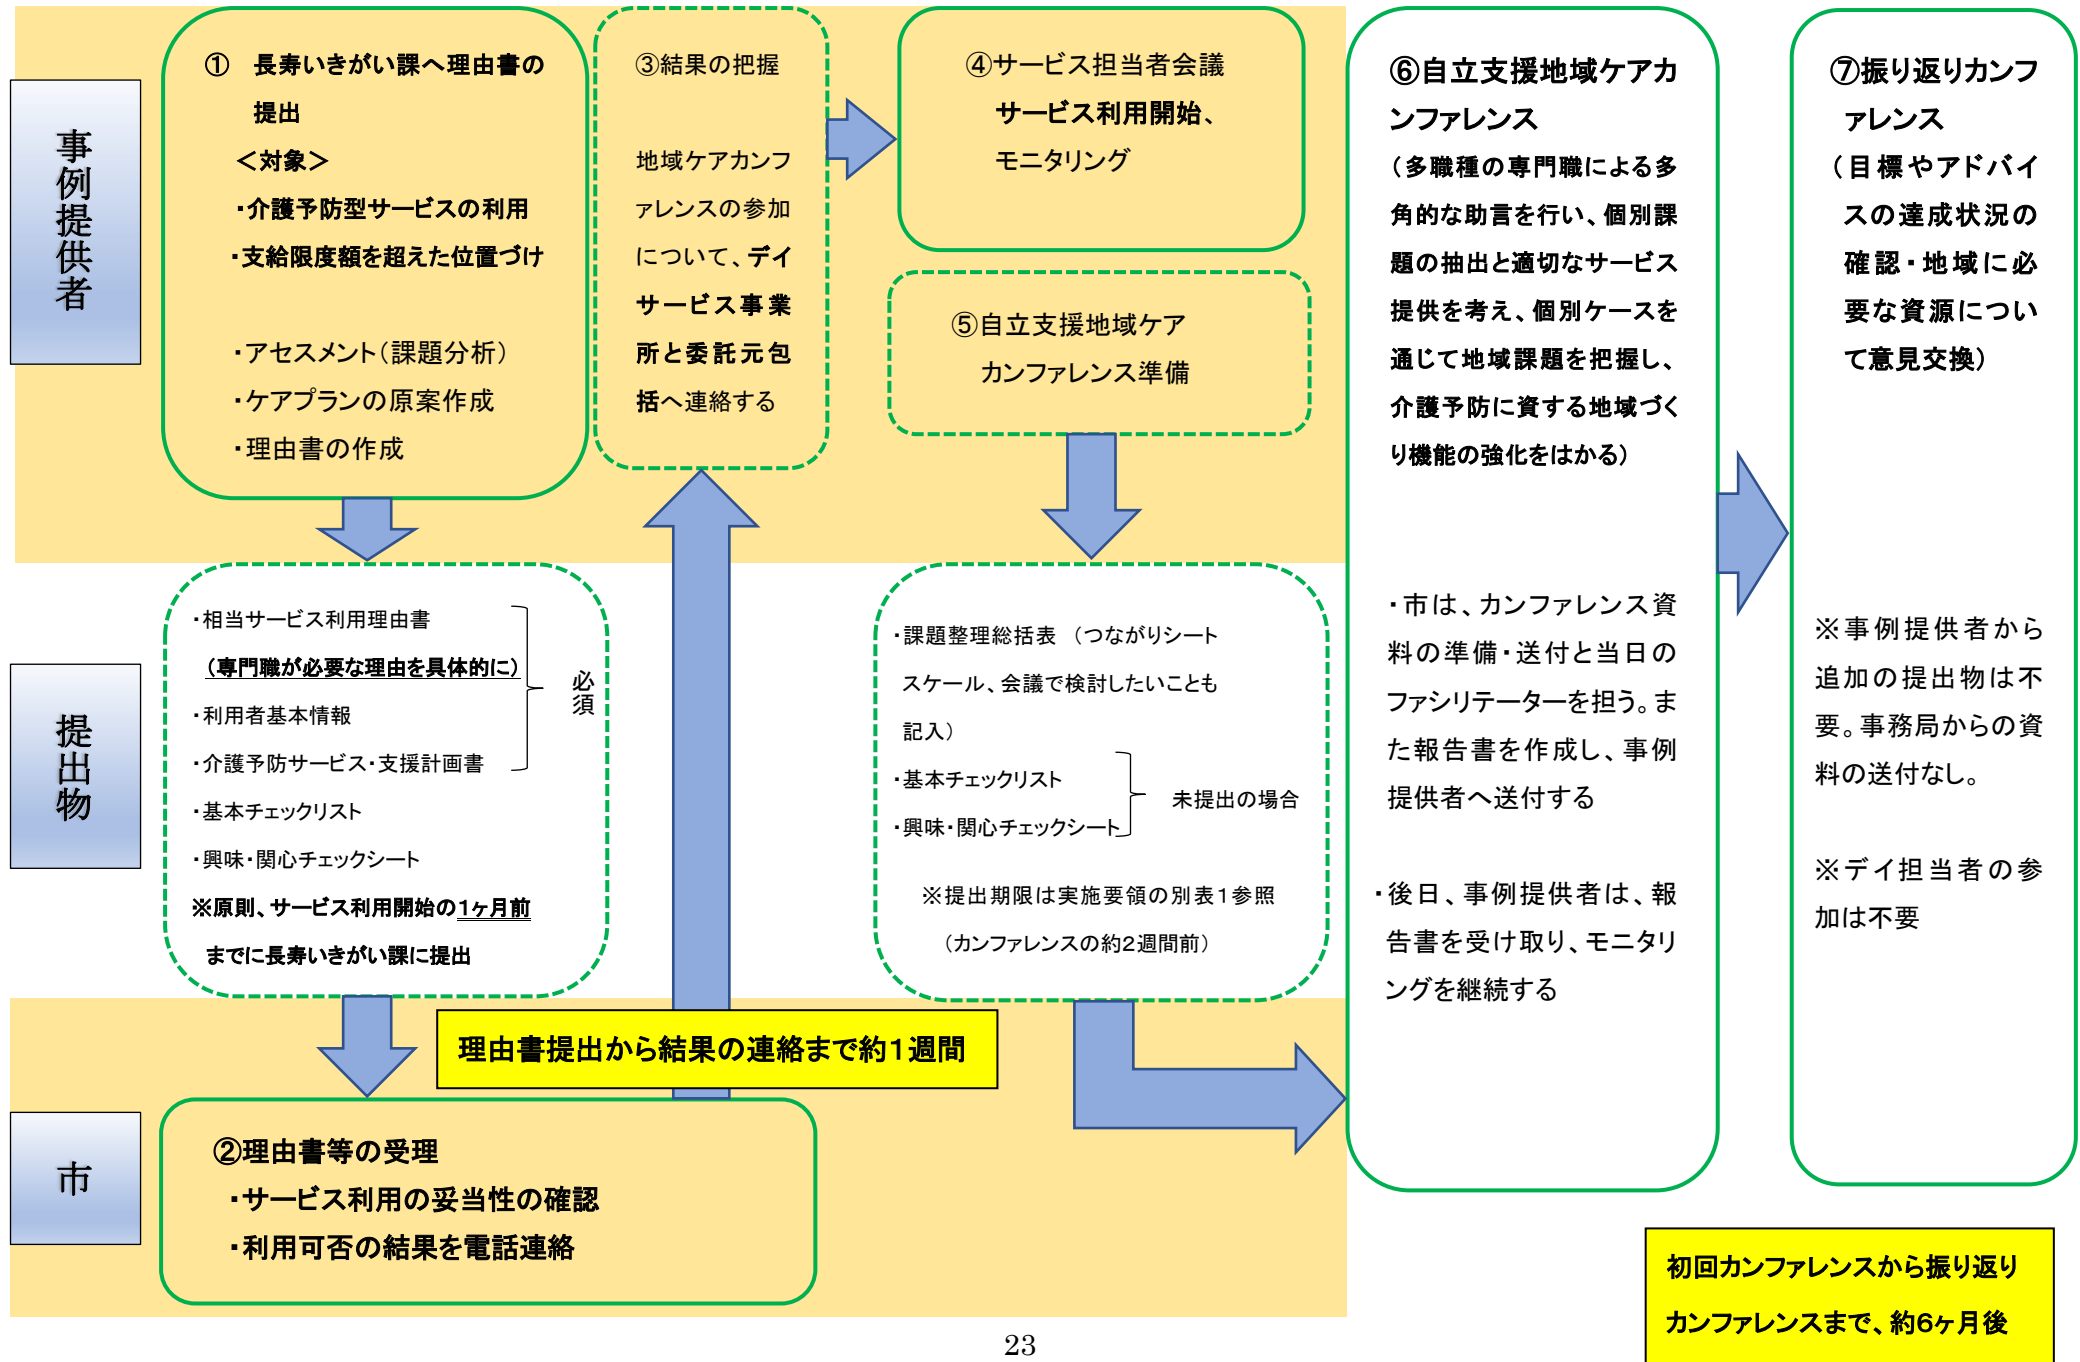 事例提供者
① 長寿いきがい課へ理由書の
提出
＜対象＞
・介護予防型サービスの利用
・支給限度額を超えた位置づけ
・アセスメント（課題分析）
・ケアプランの原案作成
・理由書の作成
③結果の把握
地域ケアカンフ
ァレンスの参加
について、デイ
サービス事業
所と委託元包
括へ連絡する
④サービス担当者会議
サービス利用開始、
モニタリング
⑤自立支援地域ケア
カンファレンス準備
⑥自立支援地域ケアカ
ンファレンス
（多職種の専門職による多
角的な助言を行い、個別課
題の抽出と適切なサービス
提供を考え、個別ケースを
通じて地域課題を把握し、
介護予防に資する地域づく
り機能の強化をはかる）
・市は、カンファレンス資
料の準備・送付と当日の
ファシリテーターを担う。ま
た報告書を作成し、事例
提供者へ送付する
・後日、事例提供者は、報
告書を受け取り、モニタリ
ングを継続する
⑦振り返りカンフ
ァレンス
（目標やアドバイ
スの達成状況の
確認・地域に必
要な資源につい
て意見交換）
※事例提供者から
追加の提出物は不
要。事務局からの資
料の送付なし。
※デイ担当者の参
加は不要
提出物
・相当サービス利用理由書
（専門職が必要な理由を具体的に）
・利用者基本情報
・介護予防サービス・支援計画書
必須
・基本チェックリスト
・興味・関心チェックシート
※原則、サービス利用開始の1ヶ月前
までに長寿いきがい課に提出
・課題整理総括表 （つながりシート
スケール、会議で検討したいことも
記入）
・基本チェックリスト
・興味・関心チェックシート
未提出の場合
※提出期限は実施要領の別表1参照
（カンファレンスの約2週間前）
理由書提出から結果の連絡まで約1週間
市
②理由書等の受理
・サービス利用の妥当性の確認
・利用可否の結果を電話連絡
初回カンファレンスから振り返り
カンファレンスまで、約6ヶ月後
23